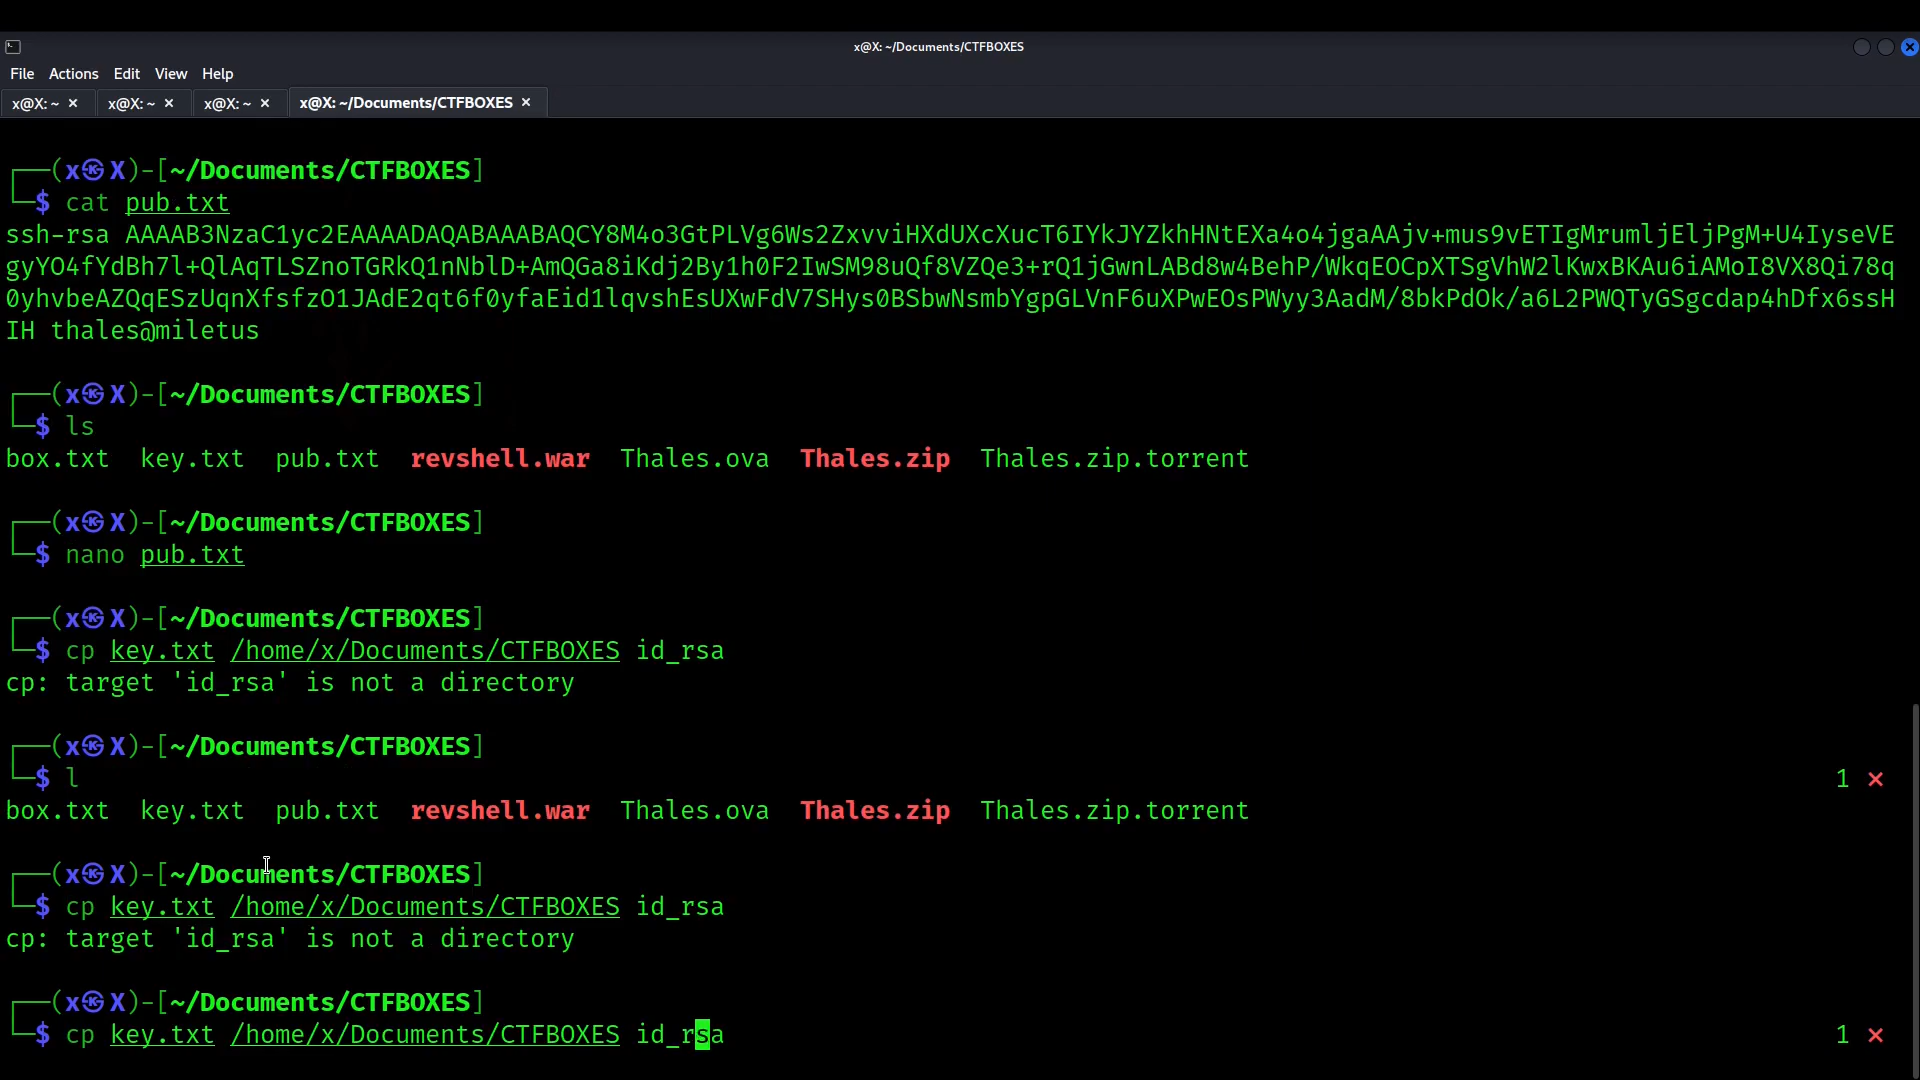 x@X: ~/Documents/CTFBOXES
File Actions Edit View Help
x@X: ~ × x@X: ~ × x@X: ~ × x@X: ~/Documents/CTFBOXES ×
(x㉿X)-[~/Documents/CTFBOXES]
$ cat pub.txt
ssh-rsa AAAAB3NzaC1yc2EAAAADAQABAAABAQCY8M4o3GtPLVg6Ws2ZxvviHXdUXcXucT6IYkJYZkhHNtEXa4o4jgaAAjv+mus9vETIgMrumljEljPgM+U4IyseVE
gyYO4fYdBh7l+QlAqTLSZnoTGRkQ1nNblD+AmQGa8iKdj2By1h0F2IwSM98uQf8VZQe3+rQ1jGwnLABd8w4BehP/WkqEOCpXTSgVhW2lKwxBKAu6iAMoI8VX8Qi78q
0yhvbeAZQqESzUqnXfsfzO1JAdE2qt6f0yfaEid1lqvshEsUXwFdV7SHys0BSbwNsmbYgpGLVnF6uXPwEOsPWyy3AadM/8bkPdOk/a6L2PWQTyGSgcdap4hDfx6ssH
IH thales@miletus
(x㉿X)-[~/Documents/CTFBOXES]
$ ls
box.txt key.txt pub.txt revshell.war Thales.ova Thales.zip Thales.zip.torrent
(x㉿X)-[~/Documents/CTFBOXES]
$ nano pub.txt
(x㉿X)-[~/Documents/CTFBOXES]
$ cp key.txt /home/x/Documents/CTFBOXES id_rsa
cp: target 'id_rsa' is not a directory
(x㉿X)-[~/Documents/CTFBOXES]
$ l 1 ×
box.txt key.txt pub.txt revshell.war Thales.ova Thales.zip Thales.zip.torrent
(x㉿X)-[~/Documents/CTFBOXES]
$ cp key.txt /home/x/Documents/CTFBOXES id_rsa
cp: target 'id_rsa' is not a directory
(x㉿X)-[~/Documents/CTFBOXES]
$ cp key.txt /home/x/Documents/CTFBOXES id_rsa 1 ×